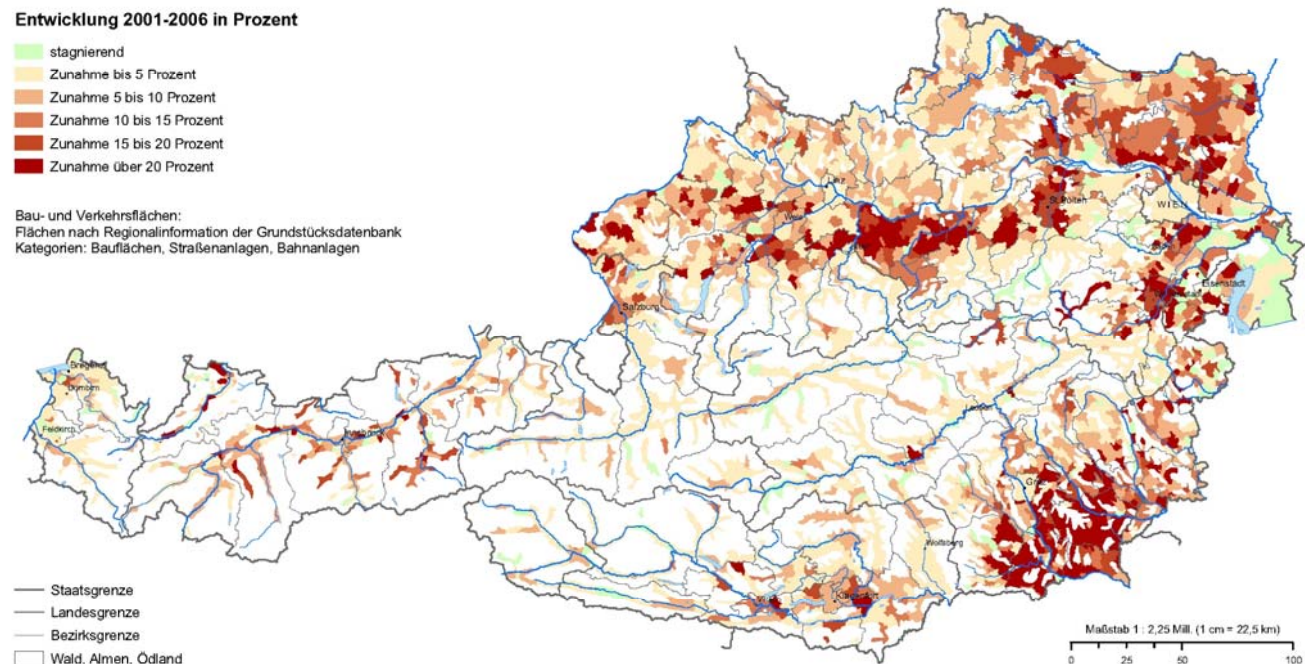 Entwicklung 2001-2006 in Prozent
stagnierend
Zunahme bis 5 Prozent
Zunahme 5 bis 10 Prozent
Zunahme 10 bis 15 Prozent
Zunahme 15 bis 20 Prozent
Zunahme über 20 Prozent
Bau- und Verkehrsflächen:
Flächen nach Regionalinformation der Grundstücksdatenbank
Kategorien: Bauflächen, Straßenanlagen, Bahnanlagen
Linz
Wels
St.Pölten
WIEN
Eisenstadt
Salzburg
Bregenz
Dornbirn
Feldkirch
Innsbruck
Leoben
Graz
Wolfsberg
Villach
Klagenfurt
Staatsgrenze
Landesgrenze
Bezirksgrenze
Wald, Almen, Ödland
Maßstab 1 : 2,25 Mill. (1 cm = 22,5 km)
0 25 50 100